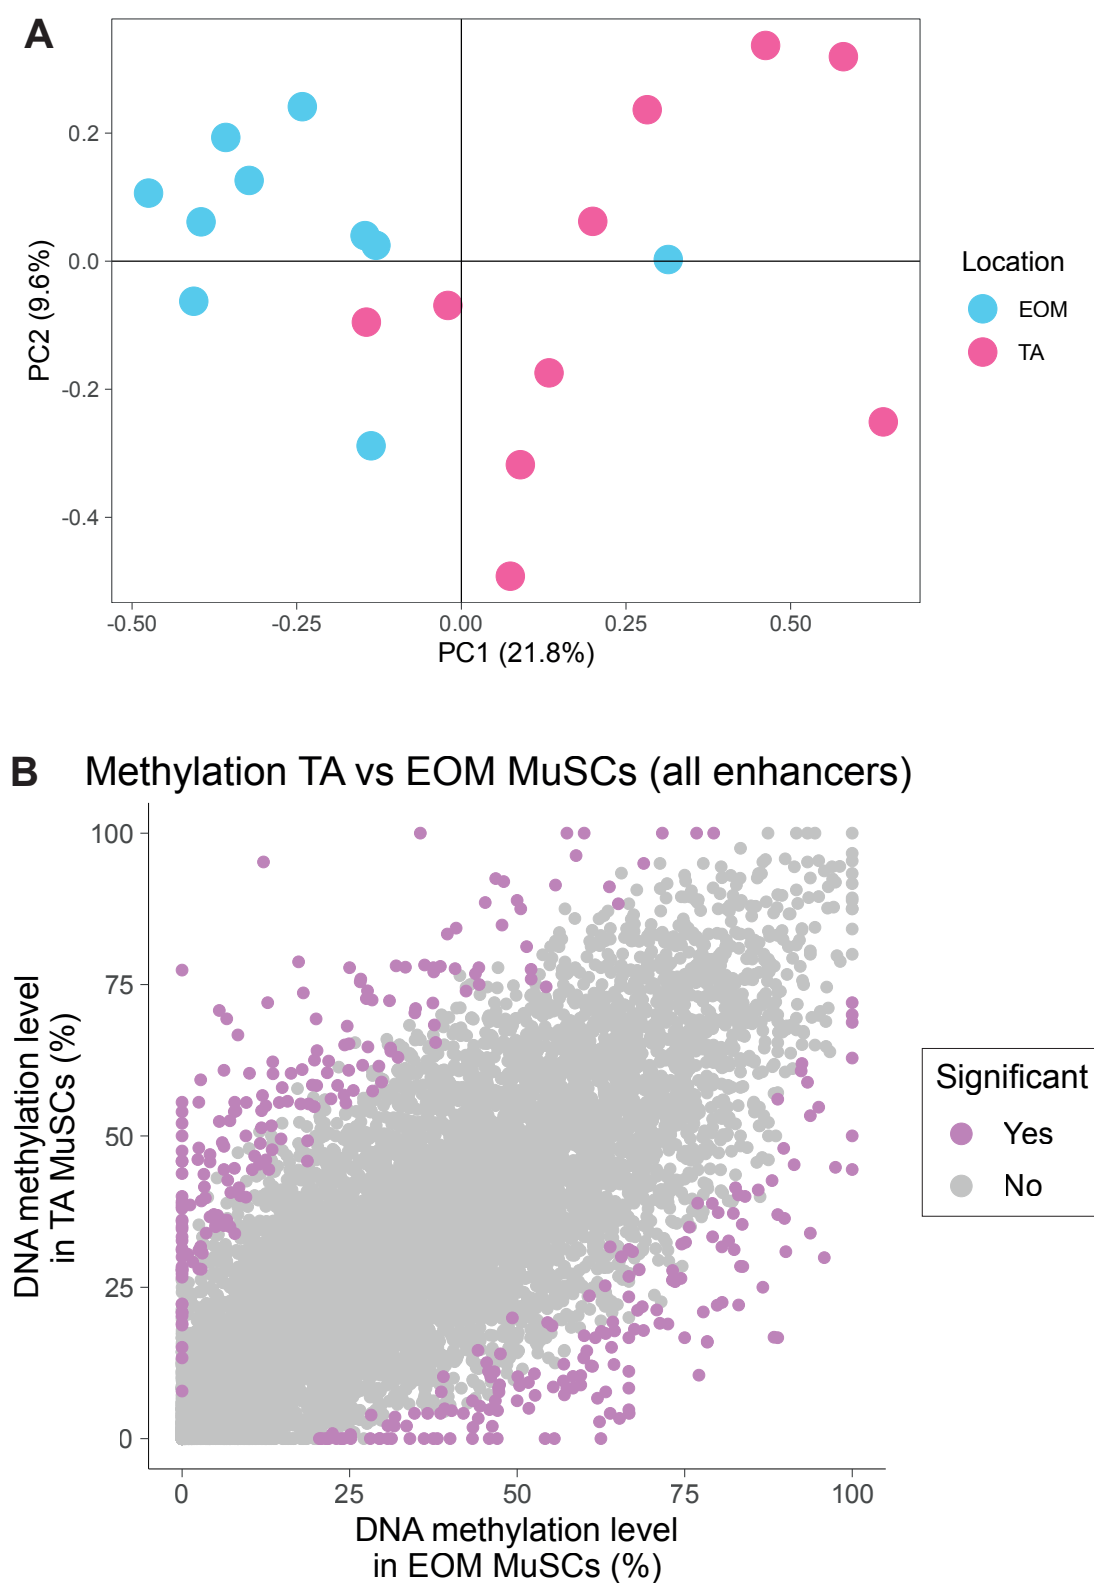 A
0.2
0.0
-0.2
-0.4
PC2 (9.6%)
-0.50 -0.25 0.00 0.25 0.50
PC1 (21.8%)
Location
EOM
TA
B Methylation TA vs EOM MuSCs (all enhancers)
100
75
50
25
0
DNA methylation level
in TA MuSCs (%)
0 25 50 75 100
DNA methylation level
in EOM MuSCs (%)
Significant
Yes
No